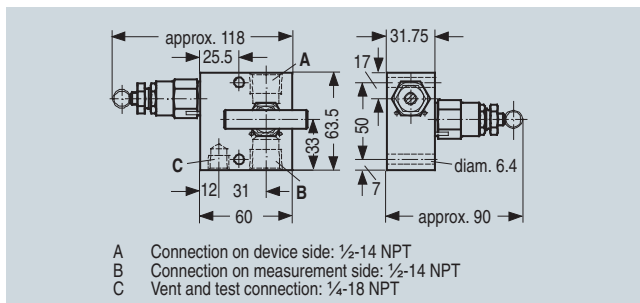 approx. 118
31.75
25.5
A
17
63.5
50
33
C
diam. 6.4
12
31
B
7
60
approx. 90
A Connection on device side: ½-14 NPT
B Connection on measurement side: ½-14 NPT
C Vent and test connection: ¼-18 NPT